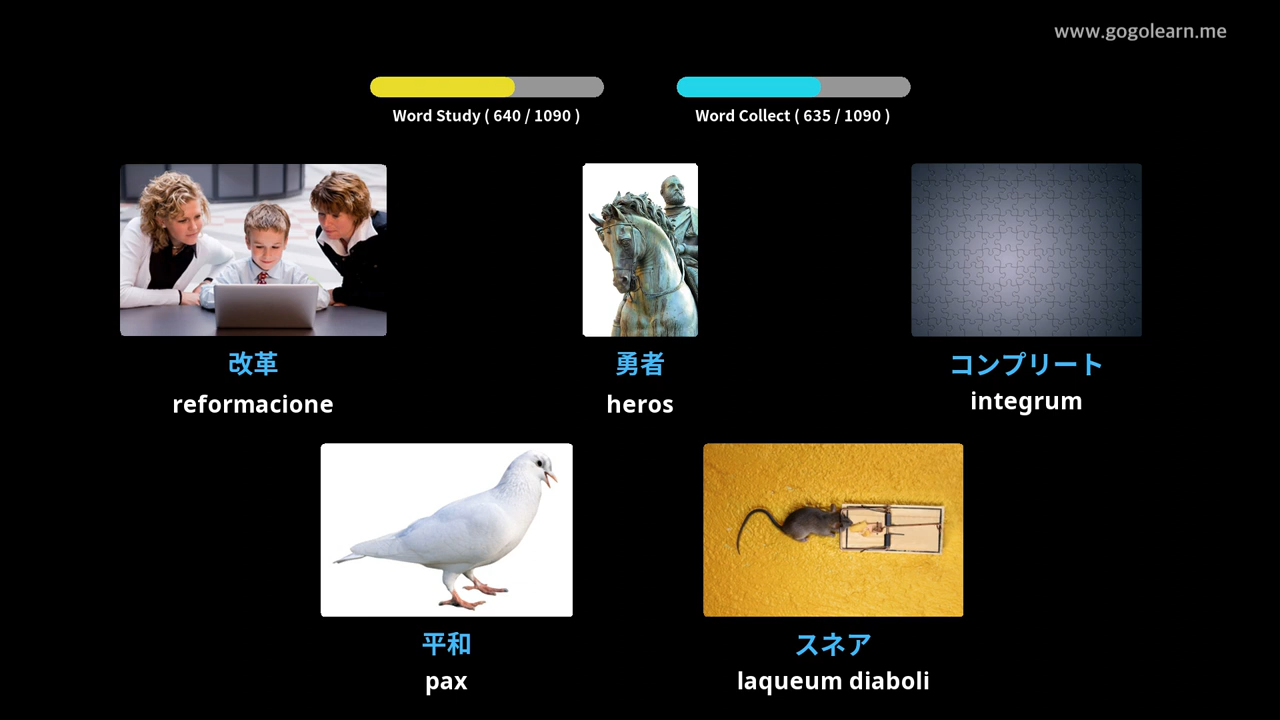 www.gogolearn.me
Word Study ( 640 / 1090 )
Word Collect ( 635 / 1090 )
改革
勇者
コンプリート
reformacione
heros
integrum
平和
スネア
pax
laqueum diaboli